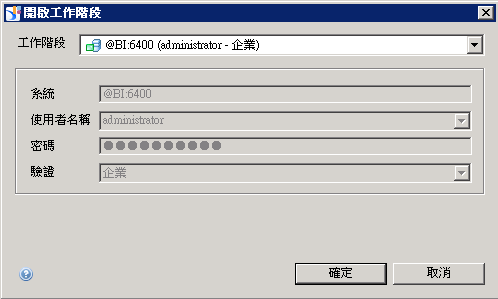 開啟工作階段
工作階段 @BI:6400 (administrator - 企業)
系統 @BI:6400
使用者名稱 administrator
密碼 ●●●●●●●●●●
驗證 企業
確定 取消